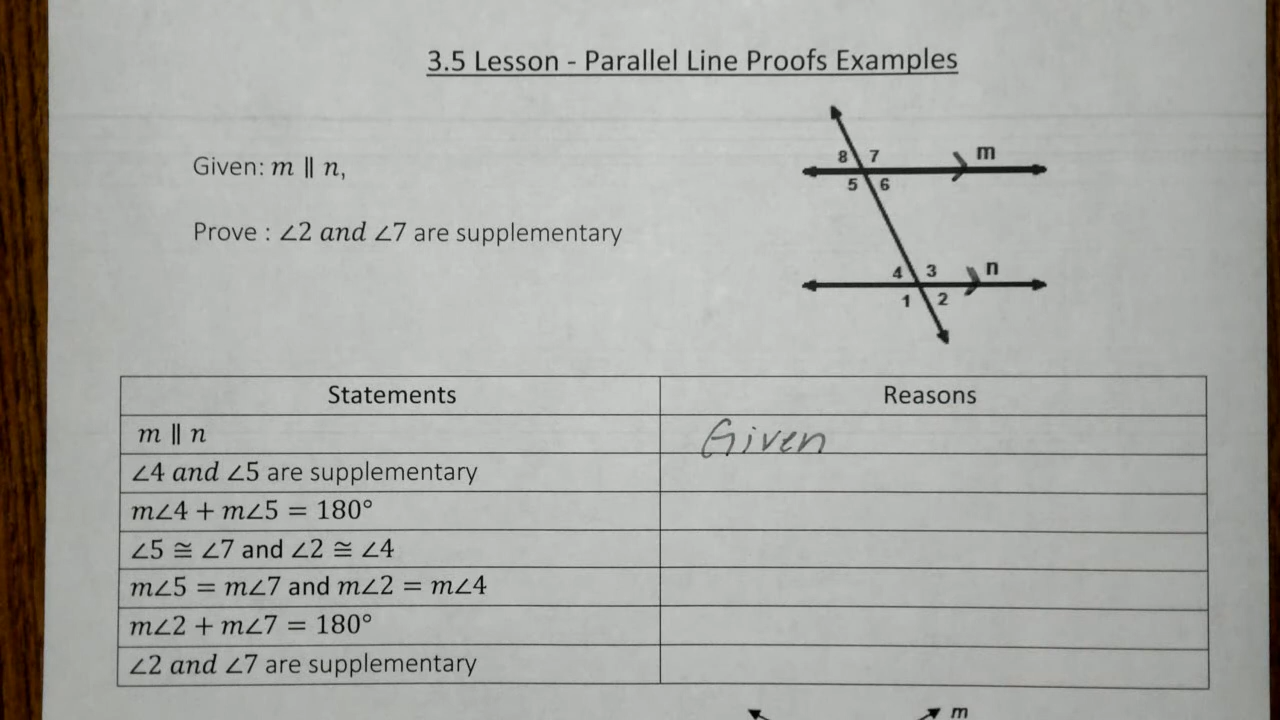 3.5 Lesson - Parallel Line Proofs Examples
Given: m ∥ n,
Prove : ∠2 and ∠7 are supplementary
8 7 m
5 6
4 3 n
1 2
Statements Reasons
m ∥ n Given
∠4 and ∠5 are supplementary
m∠4 + m∠5 = 180°
∠5 ≅ ∠7 and ∠2 ≅ ∠4
m∠5 = m∠7 and m∠2 = m∠4
m∠2 + m∠7 = 180°
∠2 and ∠7 are supplementary
m